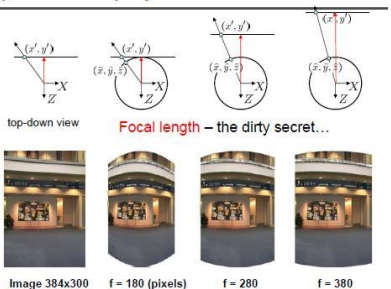 (x', y')
(x', y')
(x', y')
(x', y')
(x̂, ŷ, ẑ)
(x̂, ŷ, ẑ)
(x̂, ŷ, ẑ)
X
X
X
X
Z
Z
Z
Z
top-down view
Focal length – the dirty secret…
Image 384x300
f = 180 (pixels)
f = 280
f = 380